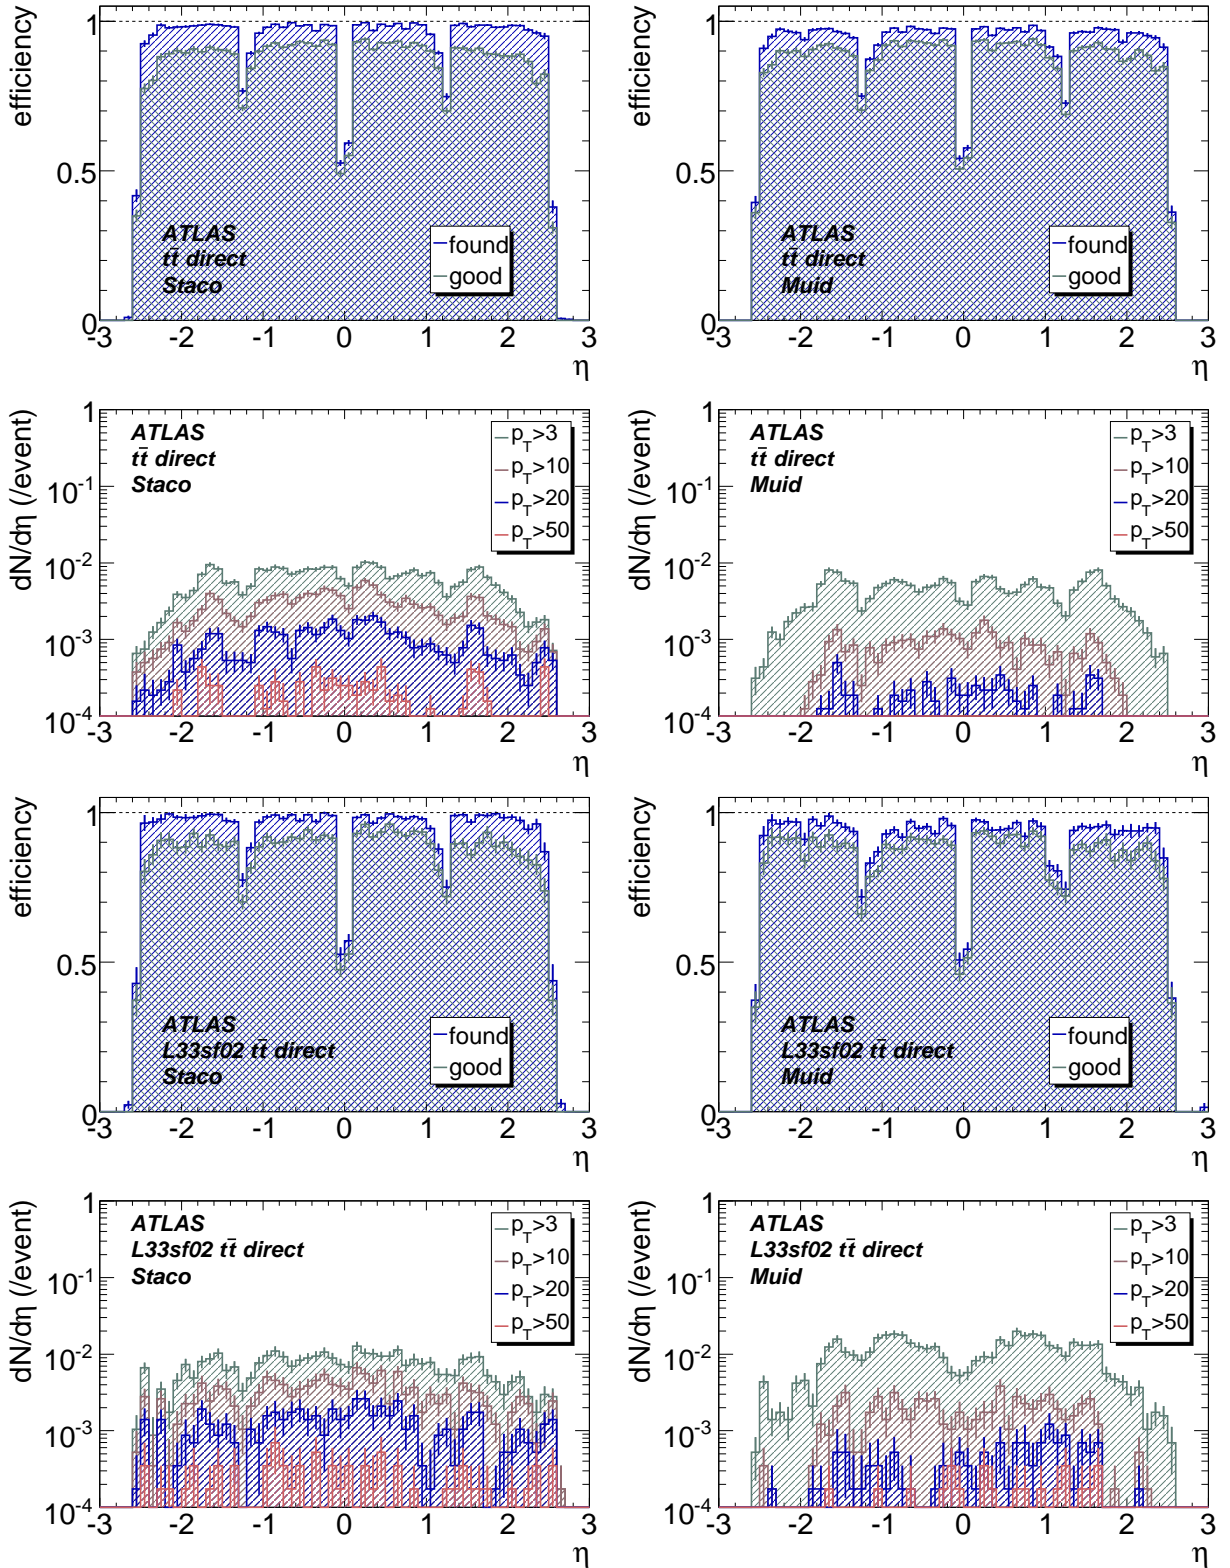 efficiency
1
0.5
0
ATLAS
tt̄ direct
Staco
found
good
-3 -2 -1 0 1 2 3
η
efficiency
1
0.5
0
ATLAS
tt̄ direct
Muid
found
good
-3 -2 -1 0 1 2 3
η
dN/dη (/event)
1
10⁻¹
10⁻²
10⁻³
10⁻⁴
ATLAS
tt̄ direct
Staco
p_T>3
p_T>10
p_T>20
p_T>50
-3 -2 -1 0 1 2 3
η
dN/dη (/event)
1
10⁻¹
10⁻²
10⁻³
10⁻⁴
ATLAS
tt̄ direct
Muid
p_T>3
p_T>10
p_T>20
p_T>50
-3 -2 -1 0 1 2 3
η
efficiency
1
0.5
0
ATLAS
L33sf02 tt̄ direct
Staco
found
good
-3 -2 -1 0 1 2 3
η
efficiency
1
0.5
0
ATLAS
L33sf02 tt̄ direct
Muid
found
good
-3 -2 -1 0 1 2 3
η
dN/dη (/event)
1
10⁻¹
10⁻²
10⁻³
10⁻⁴
ATLAS
L33sf02 tt̄ direct
Staco
p_T>3
p_T>10
p_T>20
p_T>50
-3 -2 -1 0 1 2 3
η
dN/dη (/event)
1
10⁻¹
10⁻²
10⁻³
10⁻⁴
ATLAS
L33sf02 tt̄ direct
Muid
p_T>3
p_T>10
p_T>20
p_T>50
-3 -2 -1 0 1 2 3
η